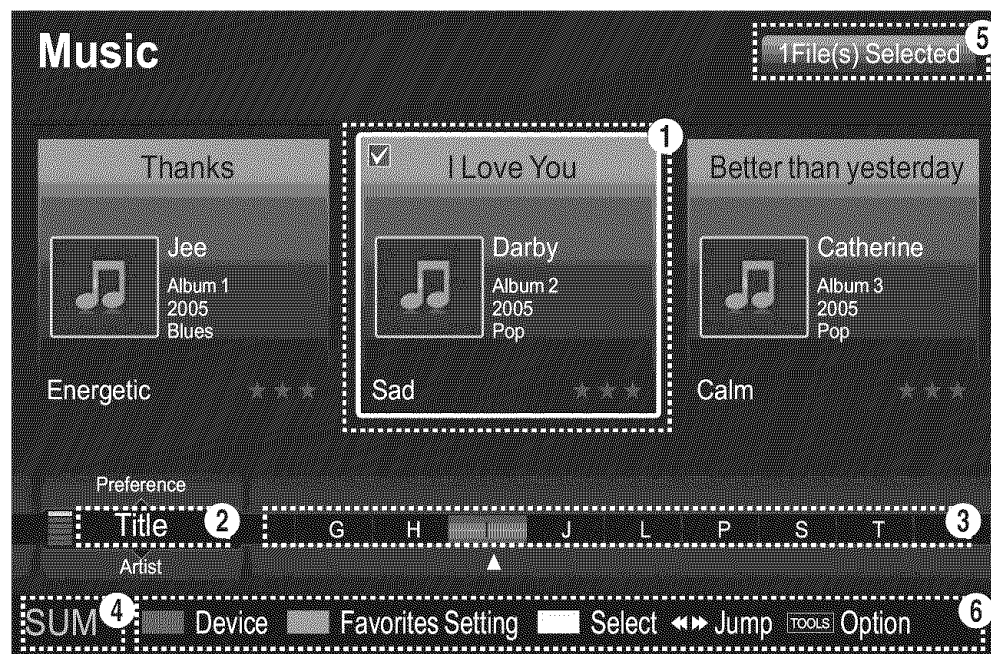 Music
1File(s) Selected
5
1
Thanks
I Love You
Better than yesterday
Jee
Album 1
2005
Blues
Darby
Album 2
2005
Pop
Catherine
Album 3
2005
Pop
Energetic
Sad
Calm
Preference
Title
2
G H J L P S T
3
Artist
SUM
4
Device Favorites Setting Select Jump TOOLS Option
6